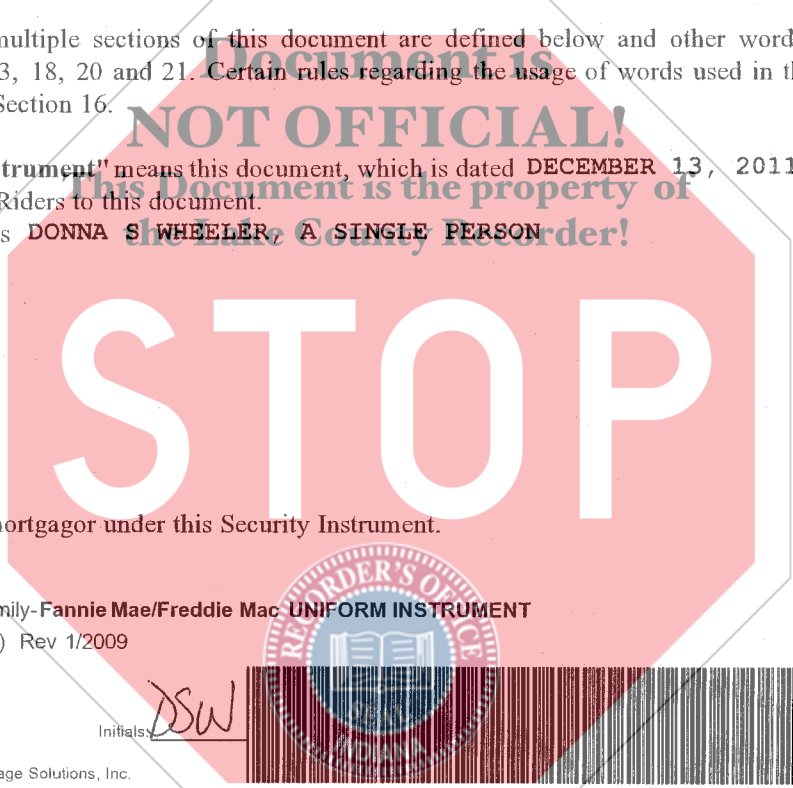 multiple sections of this document are defined below and other word
3, 18, 20 and 21. Certain rules regarding the usage of words used in th
Section 16.
Document is
NOT OFFICIAL!
This Document is the property of
the Lake County Recorder!
trument" means this document, which is dated DECEMBER 13, 2011
Riders to this document.
s DONNA S WHEELER, A SINGLE PERSON
STOP
ortgagor under this Security Instrument.
RECORDER'S OFFICE
SEAL
INDIANA
mily-Fannie Mae/Freddie Mac UNIFORM INSTRUMENT
) Rev 1/2009
Initials: DSW
age Solutions, Inc.